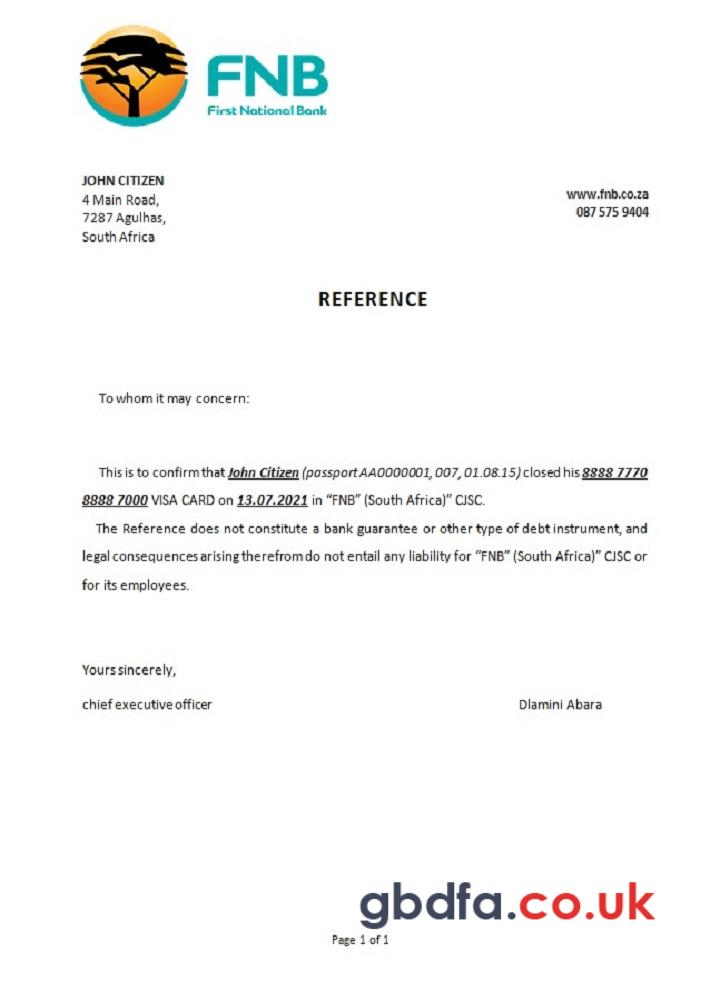 FNB
First National Bank
JOHN CITIZEN
4 Main Road,
7287 Agulhas,
South Africa
www.fnb.co.za
087 575 9404
REFERENCE
To whom it may concern:
This is to confirm that John Citizen (passport AA0000001, 007, 01.08.15) closed his 8888 7770
8888 7000 VISA CARD on 13.07.2021 in “FNB” (South Africa)” CJSC.
The Reference does not constitute a bank guarantee or other type of debt instrument, and
legal consequences arising therefrom do not entail any liability for “FNB” (South Africa)” CJSC or
for its employees.
Yours sincerely,
chief executive officer Dlamini Abara
gbdfa.co.uk
Page 1 of 1